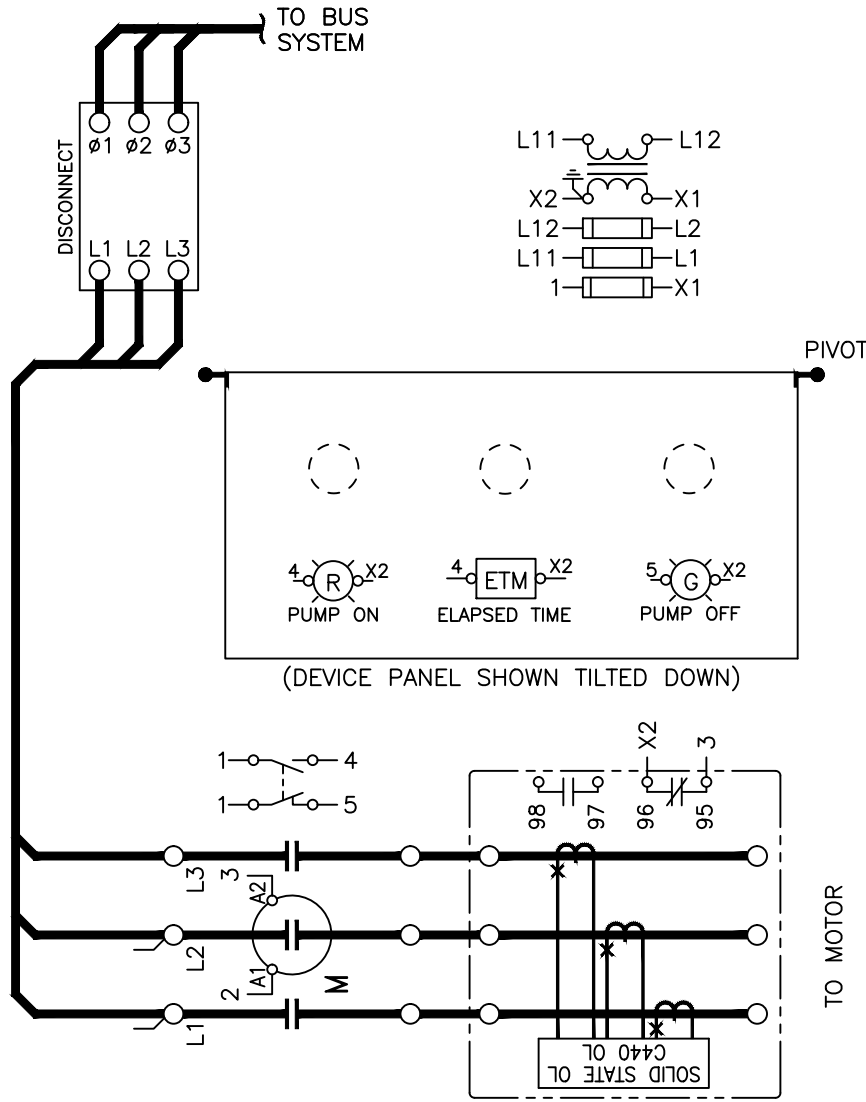 TO BUS
SYSTEM
ø1 ø2 ø3
DISCONNECT
L1 L2 L3
L11 L12
X2 X1
L12 L2
L11 L1
1 X1
PIVOT
4 R X2
PUMP ON
4 ETM X2
ELAPSED TIME
5 G X2
PUMP OFF
(DEVICE PANEL SHOWN TILTED DOWN)
1 4
1 5
98 97 X2 96 3 95
L3 3 A2
L2
2 A1 M
L1
TO MOTOR
SOLID STATE OL
C440 OL